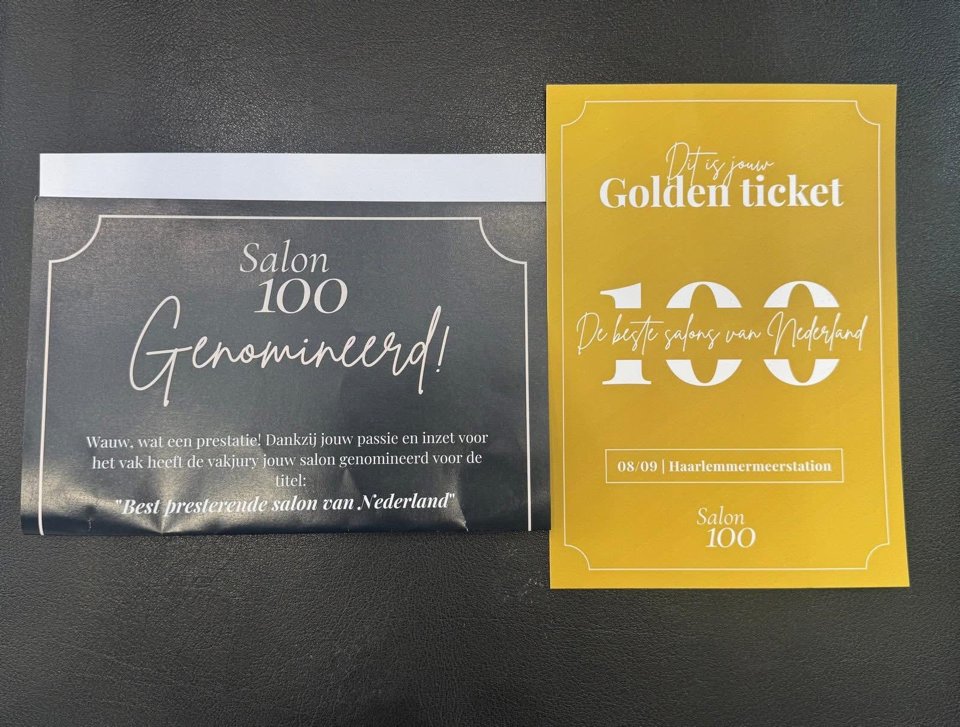 Salon
100
Genomineerd!
Wauw, wat een prestatie! Dankzij jouw passie en inzet voor
het vak heeft de vakjury jouw salon genomineerd voor de
titel:
"Best presterende salon van Nederland"
Dit is jouw
Golden ticket
100
De beste salons van Nederland
08/09 | Haarlemmermeerstation
Salon
100